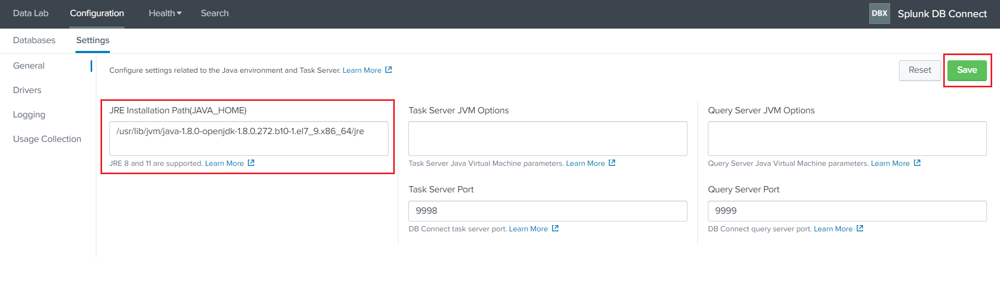 Data Lab Configuration Health Search DBX Splunk DB Connect
Databases Settings
General
Drivers
Logging
Usage Collection
Configure settings related to the Java environment and Task Server. Learn More
Reset Save
JRE Installation Path(JAVA_HOME)
/usr/lib/jvm/java-1.8.0-openjdk-1.8.0.272.b10-1.el7_9.x86_64/jre
JRE 8 and 11 are supported. Learn More
Task Server JVM Options
Task Server Java Virtual Machine parameters. Learn More
Task Server Port
9998
DB Connect task server port. Learn More
Query Server JVM Options
Query Server Java Virtual Machine parameters. Learn More
Query Server Port
9999
DB Connect query server port. Learn More